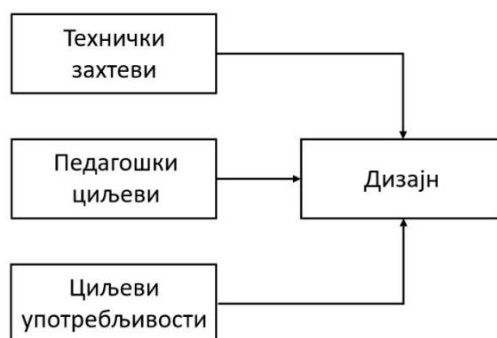 Технички
захтеви
Педагошки
циљеви
Дизајн
Циљеви
употребљивости